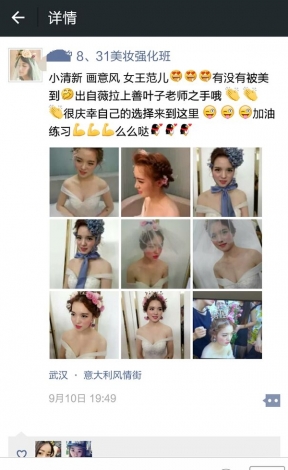 详情
8、31美妆强化班
小清新 画意风 女王范儿😍😍😍有没有被美
到🤔出自薇拉上善叶子老师之手哦 👏 👏
👏很庆幸自己的选择来到这里 😜 😜加油
练习💪💪💪么么哒💋💋💋
武汉 · 意大利风情街
9月10日 19:49